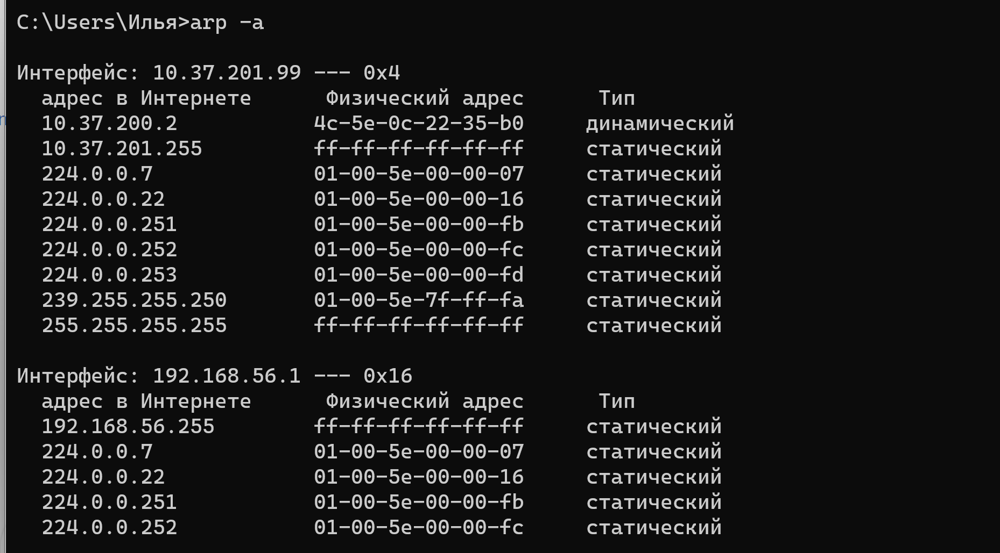 C:\Users\Илья>arp -a
Интерфейс: 10.37.201.99 --- 0x4
адрес в Интернете Физический адрес Тип
10.37.200.2 4c-5e-0c-22-35-b0 динамический
10.37.201.255 ff-ff-ff-ff-ff-ff статический
224.0.0.7 01-00-5e-00-00-07 статический
224.0.0.22 01-00-5e-00-00-16 статический
224.0.0.251 01-00-5e-00-00-fb статический
224.0.0.252 01-00-5e-00-00-fc статический
224.0.0.253 01-00-5e-00-00-fd статический
239.255.255.250 01-00-5e-7f-ff-fa статический
255.255.255.255 ff-ff-ff-ff-ff-ff статический
Интерфейс: 192.168.56.1 --- 0x16
адрес в Интернете Физический адрес Тип
192.168.56.255 ff-ff-ff-ff-ff-ff статический
224.0.0.7 01-00-5e-00-00-07 статический
224.0.0.22 01-00-5e-00-00-16 статический
224.0.0.251 01-00-5e-00-00-fb статический
224.0.0.252 01-00-5e-00-00-fc статический